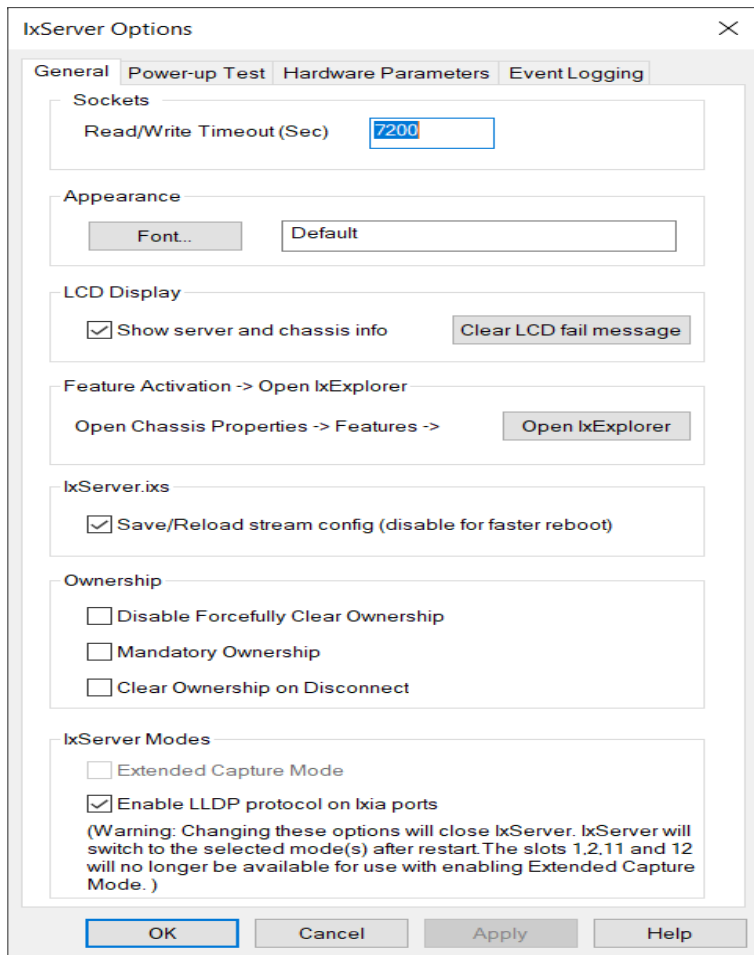 IxServer Options
General Power-up Test Hardware Parameters Event Logging
Sockets
Read/Write Timeout (Sec) 7200
Appearance
Font... Default
LCD Display
Show server and chassis info Clear LCD fail message
Feature Activation -> Open IxExplorer
Open Chassis Properties -> Features -> Open IxExplorer
IxServer.ixs
Save/Reload stream config (disable for faster reboot)
Ownership
Disable Forcefully Clear Ownership
Mandatory Ownership
Clear Ownership on Disconnect
IxServer Modes
Extended Capture Mode
Enable LLDP protocol on Ixia ports
(Warning: Changing these options will close IxServer. IxServer will
switch to the selected mode(s) after restart.The slots 1,2,11 and 12
will no longer be available for use with enabling Extended Capture
Mode. )
OK Cancel Apply Help